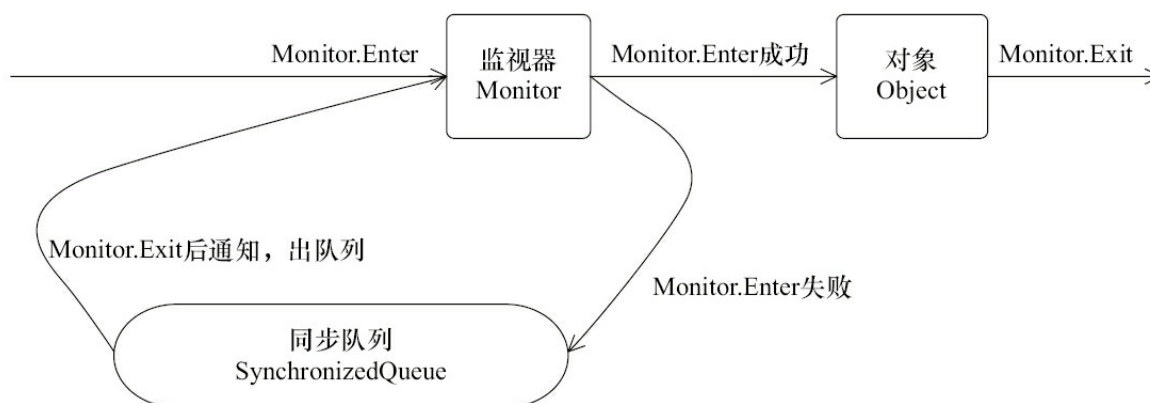 Monitor.Enter
监视器
Monitor
Monitor.Enter成功
对象
Object
Monitor.Exit
Monitor.Exit后通知，出队列
Monitor.Enter失败
同步队列
SynchronizedQueue